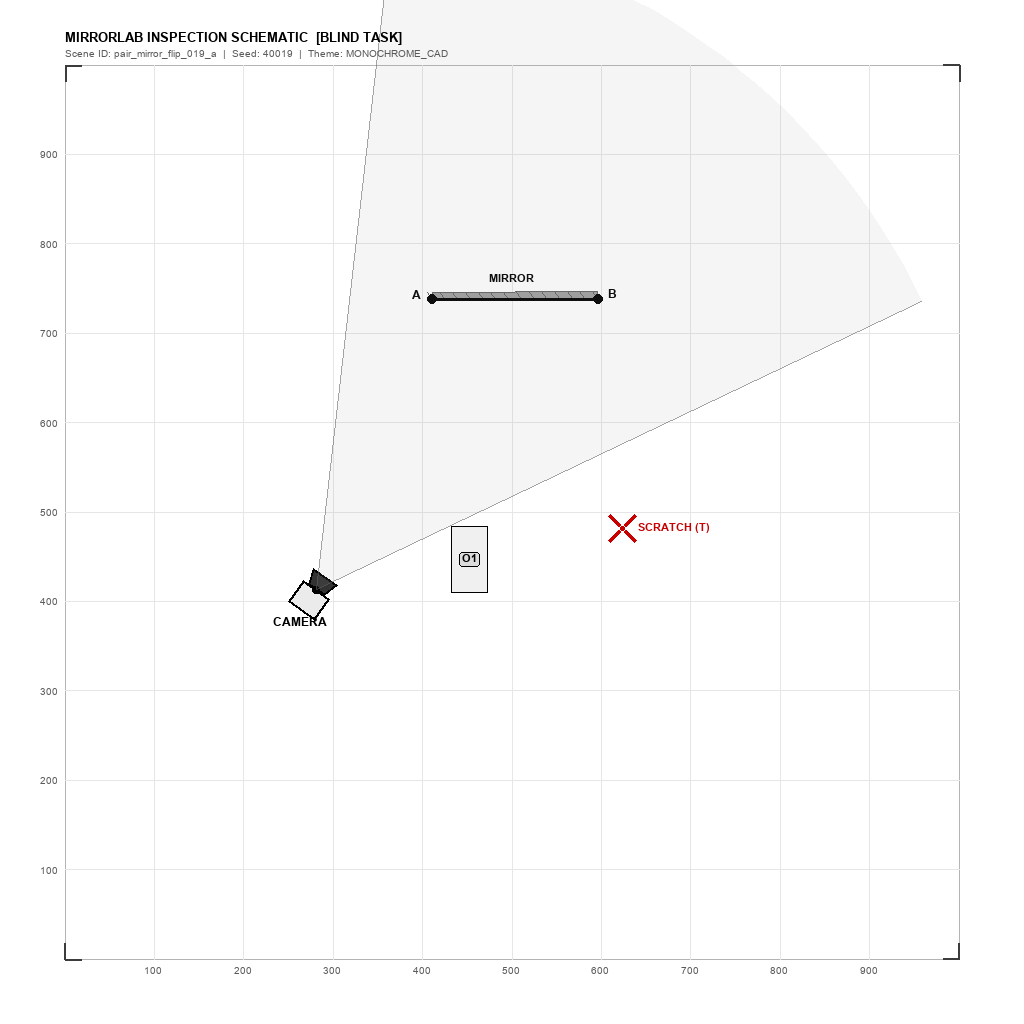 MIRRORLAB INSPECTION SCHEMATIC [BLIND TASK]
Scene ID: pair_mirror_flip_019_a | Seed: 40019 | Theme: MONOCHROME_CAD
900
800
MIRROR
A
B
700
600
500
SCRATCH (T)
O1
400
CAMERA
300
200
100
100 200 300 400 500 600 700 800 900